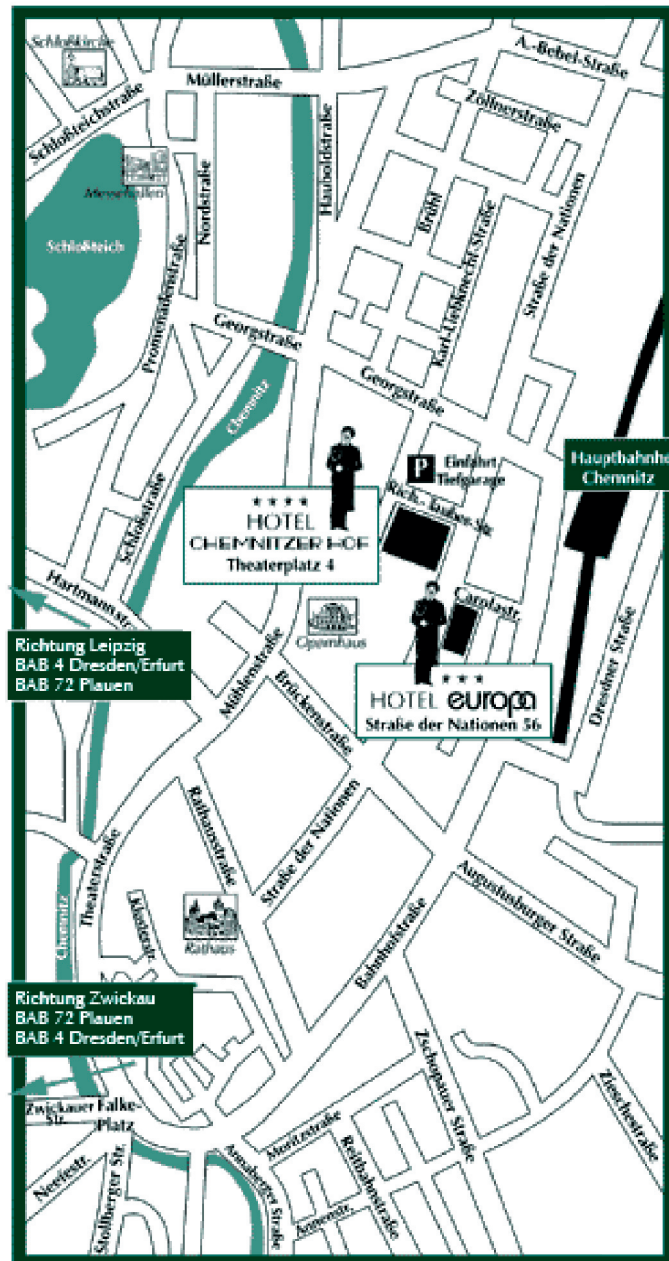 Schloßkirche
A.-Bebel-Straße
Müllerstraße
Zöllnerstraße
Schloßteichstraße
Hauboldstraße
Nordstraße
Messehallen
Brühl
Straße der Nationen
Schloßteich
Karl-Liebknecht-Straße
Promenadenstraße
Georgstraße
Georgstraße
Chemnitz
P
Einfahrt
Tiefgarage
Hauptbahnho
Chemnitz
★★★★
HOTEL
CHEMNITZER HOF
Theaterplatz 4
Rich.-Tauber-Str.
Schloßstraße
Hartmannstr.
Carolastr.
Opernhaus
Richtung Leipzig
BAB 4 Dresden/Erfurt
BAB 72 Plauen
Mühlenstraße
Brückenstraße
★★★
HOTEL europa
Straße der Nationen 56
Dresdner Straße
Rathausstraße
Straße der Nationen
Theaterstraße
Augustusburger Straße
Chemnitz
Klosterstr.
Rathaus
Bahnhofstraße
Richtung Zwickau
BAB 72 Plauen
BAB 4 Dresden/Erfurt
Zschopauer Straße
Zieschestraße
Zwickauer
Str.
Falke-
Platz
Moritzstraße
Reitbahnstraße
Annaberger Straße
Neefestr.
Stollberger Str.
Annenstr.